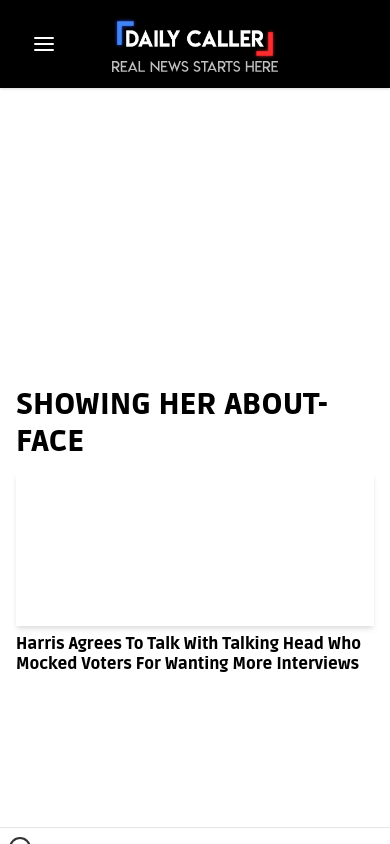 DAILY CALLER
REAL NEWS STARTS HERE
SHOWING HER ABOUT-
FACE
Harris Agrees To Talk With Talking Head Who
Mocked Voters For Wanting More Interviews